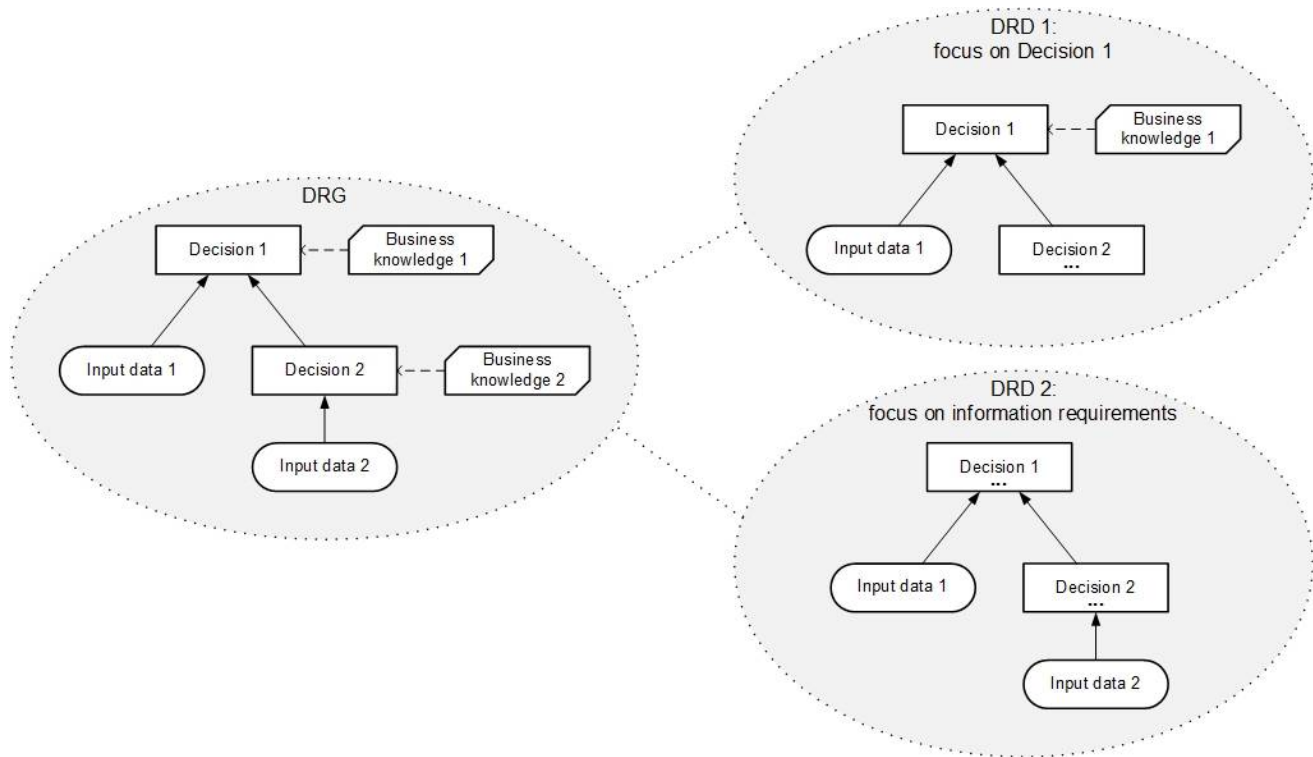 DRG
Decision 1
Business
knowledge 1
Input data 1
Decision 2
Business
knowledge 2
Input data 2
DRD 1:
focus on Decision 1
Decision 1
Business
knowledge 1
Input data 1
Decision 2
...
DRD 2:
focus on information requirements
Decision 1
...
Input data 1
Decision 2
...
Input data 2